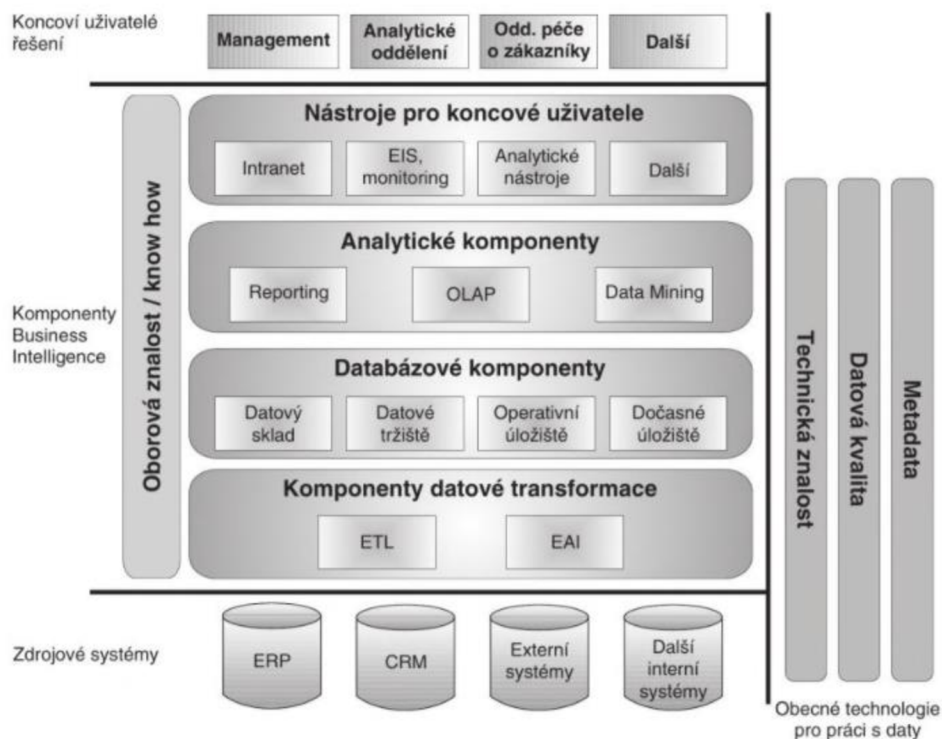 Koncoví uživatelé
řešení
Management
Analytické
oddělení
Odd. péče
o zákazníky
Další
Oborová znalost / know how
Nástroje pro koncové uživatele
Intranet
EIS,
monitoring
Analytické
nástroje
Další
Analytické komponenty
Reporting
OLAP
Data Mining
Komponenty
Business
Intelligence
Databázové komponenty
Datový
sklad
Datové
tržiště
Operativní
úložiště
Dočasné
úložiště
Komponenty datové transformace
ETL
EAI
Technická znalost
Datová kvalita
Metadata
Zdrojové systémy
ERP
CRM
Externí
systémy
Další
interní
systémy
Obecné technologie
pro práci s daty